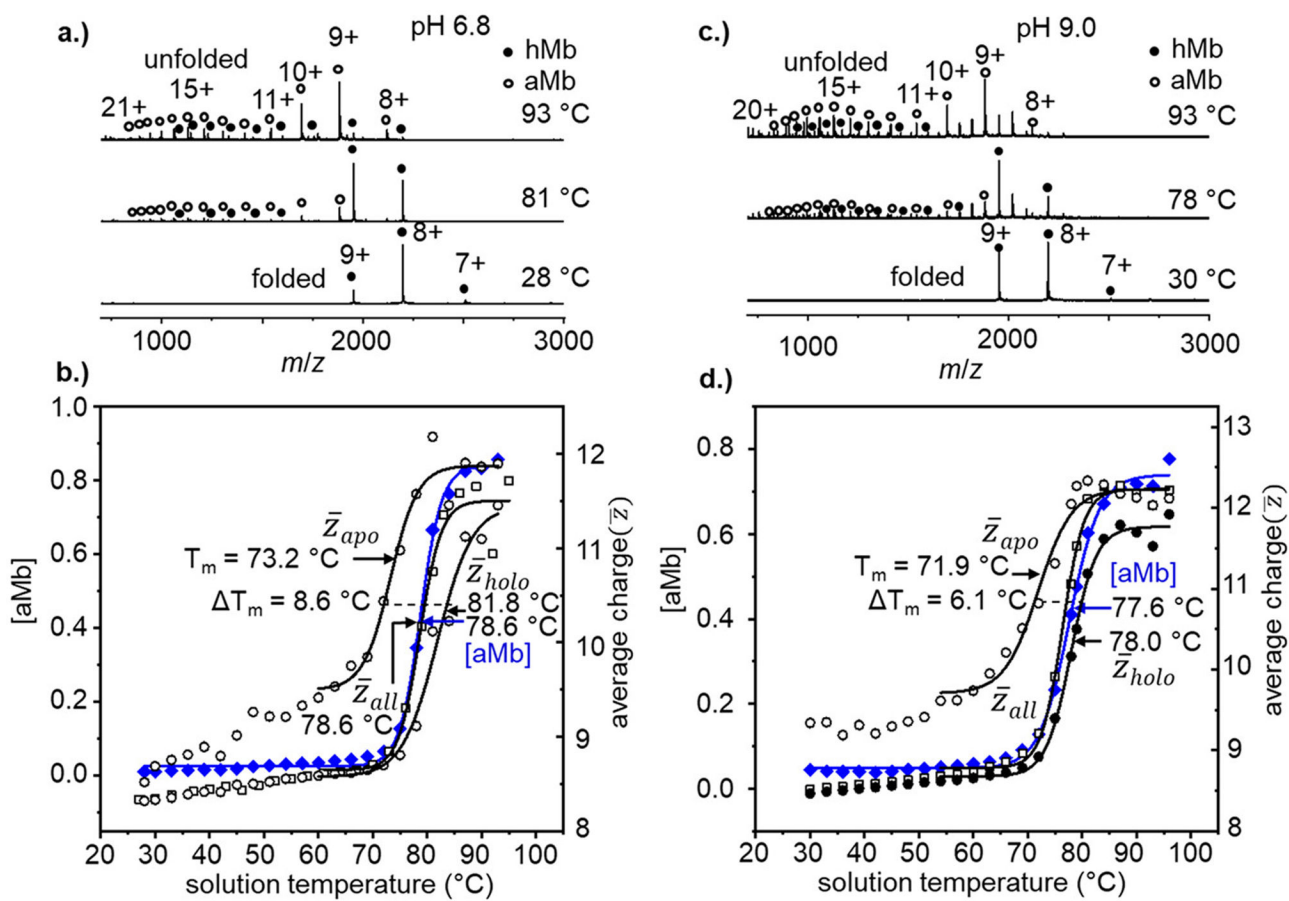 a.)
pH 6.8
hMb
aMb
unfolded
21+
15+
11+
10+
9+
8+
93 °C
81 °C
9+
8+
7+
folded
28 °C
1000
2000
3000
m/z
c.)
pH 9.0
hMb
aMb
unfolded
20+
15+
11+
10+
9+
8+
93 °C
78 °C
9+
8+
7+
folded
30 °C
1000
2000
3000
m/z
b.)
1.0
0.8
0.6
0.4
0.2
0.0
[aMb]
12
11
10
9
8
average charge(z̅)
z̅apo
Tm = 73.2 °C
ΔTm = 8.6 °C
z̅holo
81.8 °C
78.6 °C
[aMb]
z̅all
78.6 °C
20
30
40
50
60
70
80
90
100
solution temperature (°C)
d.)
0.8
0.6
0.4
0.2
0.0
[aMb]
13
12
11
10
9
8
average charge(z̅)
z̅apo
Tm = 71.9 °C
ΔTm = 6.1 °C
[aMb]
77.6 °C
78.0 °C
z̅holo
z̅all
20
30
40
50
60
70
80
90
100
solution temperature (°C)